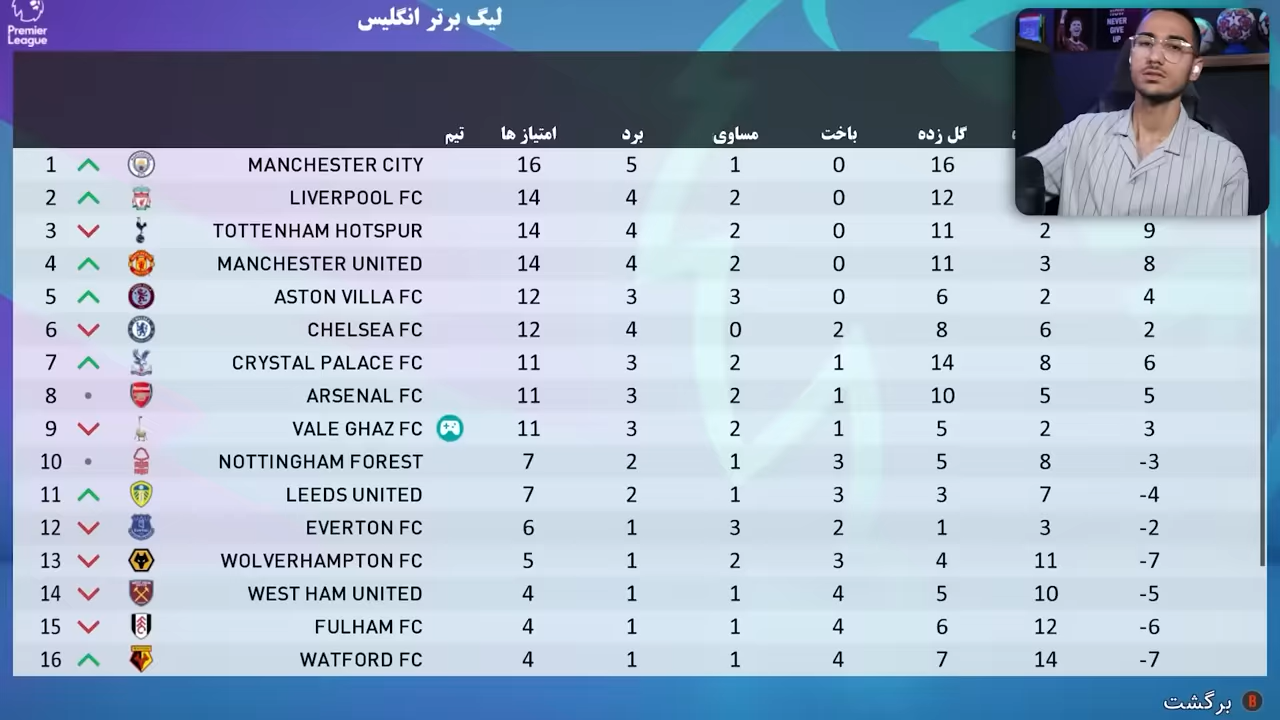 Premier
League
لیگ برتر انگلیس
NEVER
GIVE
UP
تیم امتیاز ها برد مساوی باخت گل زده
1 MANCHESTER CITY 16 5 1 0 16
2 LIVERPOOL FC 14 4 2 0 12
3 TOTTENHAM HOTSPUR 14 4 2 0 11 2 9
4 MANCHESTER UNITED 14 4 2 0 11 3 8
5 ASTON VILLA FC 12 3 3 0 6 2 4
6 CHELSEA FC 12 4 0 2 8 6 2
7 CRYSTAL PALACE FC 11 3 2 1 14 8 6
8 ARSENAL FC 11 3 2 1 10 5 5
9 VALE GHAZ FC 11 3 2 1 5 2 3
10 NOTTINGHAM FOREST 7 2 1 3 5 8 -3
11 LEEDS UNITED 7 2 1 3 3 7 -4
12 EVERTON FC 6 1 3 2 1 3 -2
13 WOLVERHAMPTON FC 5 1 2 3 4 11 -7
14 WEST HAM UNITED 4 1 1 4 5 10 -5
15 FULHAM FC 4 1 1 4 6 12 -6
16 WATFORD FC 4 1 1 4 7 14 -7
برگشت B